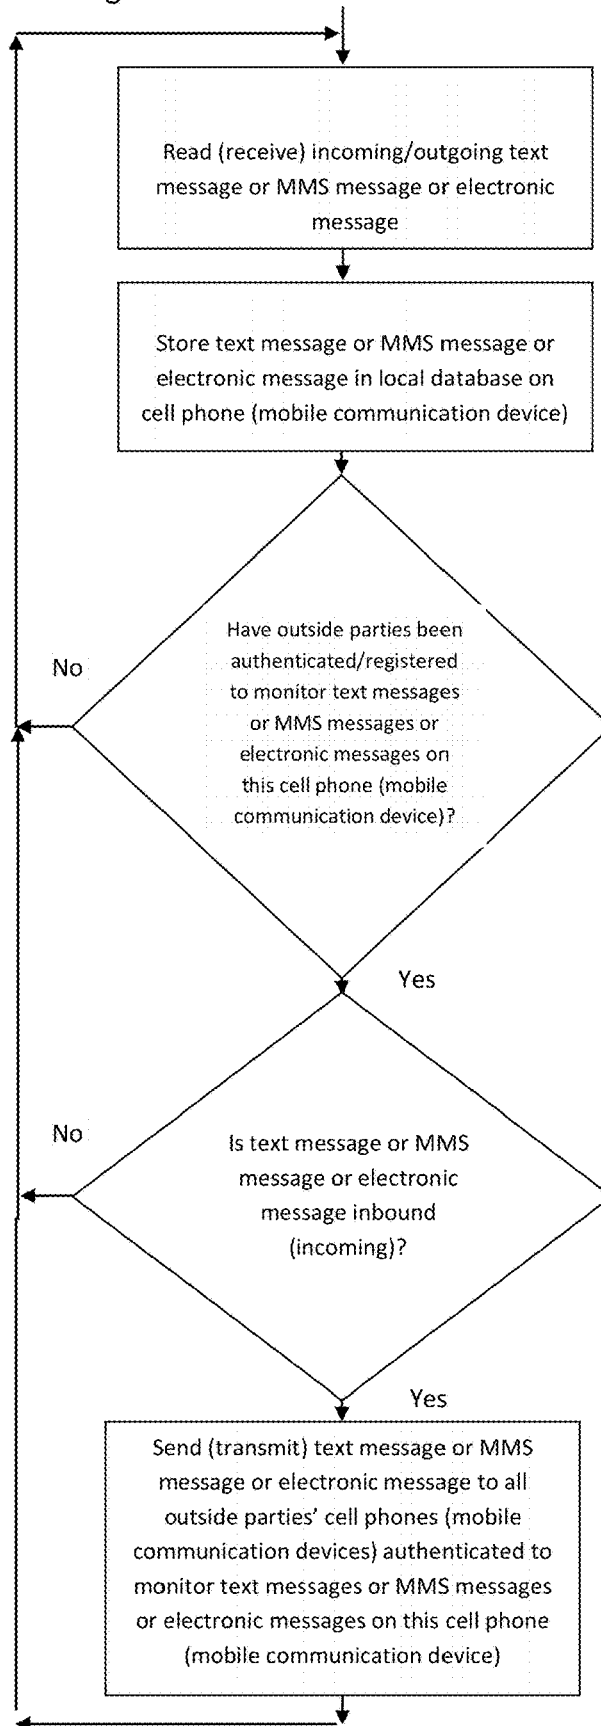 Read (receive) incoming/outgoing text
message or MMS message or electronic
message
Store text message or MMS message or
electronic message in local database on
cell phone (mobile communication device)
Have outside parties been
authenticated/registered
to monitor text messages
or MMS messages or
electronic messages on
this cell phone (mobile
communication device)?
No
Yes
Is text message or MMS
message or electronic
message inbound
(incoming)?
No
Yes
Send (transmit) text message or MMS
message or electronic message to all
outside parties’ cell phones (mobile
communication devices) authenticated to
monitor text messages or MMS messages
or electronic messages on this cell phone
(mobile communication device)